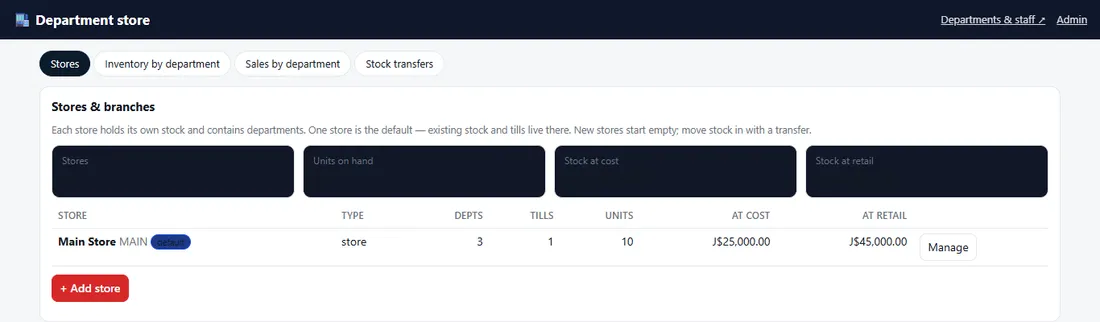 Department store
Departments & staff ↗ Admin
Stores Inventory by department Sales by department Stock transfers
Stores & branches
Each store holds its own stock and contains departments. One store is the default — existing stock and tills live there. New stores start empty; move stock in with a transfer.
Stores Units on hand Stock at cost Stock at retail
STORE TYPE DEPTS TILLS UNITS AT COST AT RETAIL
Main Store MAIN default store 3 1 10 J$25,000.00 J$45,000.00 Manage
+ Add store